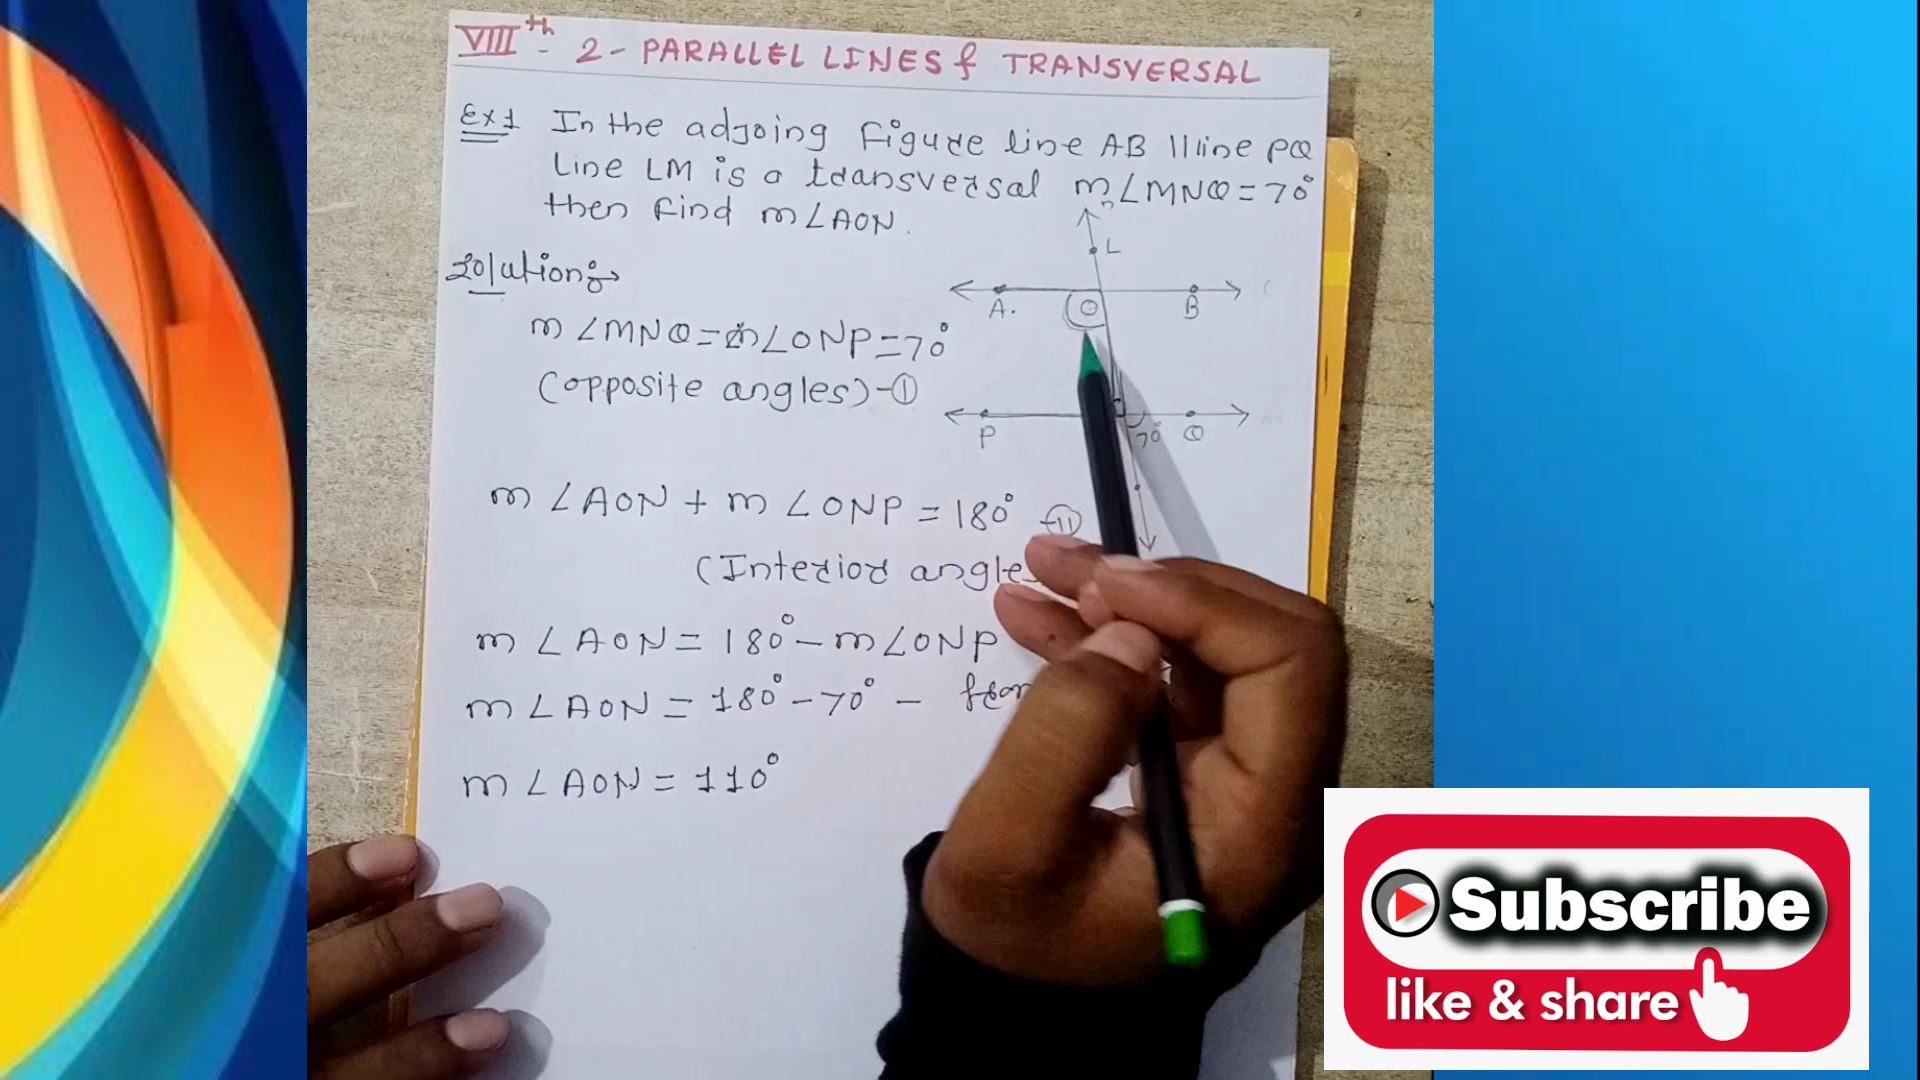 VIIIth - 2 - PARALLEL LINES & TRANSVERSAL
Ex1 In the adjoing Figure line AB ||line PQ
Line LM is a transversal m∠MNQ=70°
then find m∠AON.
Solution:→
L
A. O B
m∠MNQ=m∠ONP=70°
(opposite angles)-①
P 70° Q
m∠AON + m∠ONP = 180° -⑪
(Interior angles
m∠AON = 180° - m∠ONP
m∠AON = 180° - 70° -
m∠AON = 110°
Subscribe
like & share